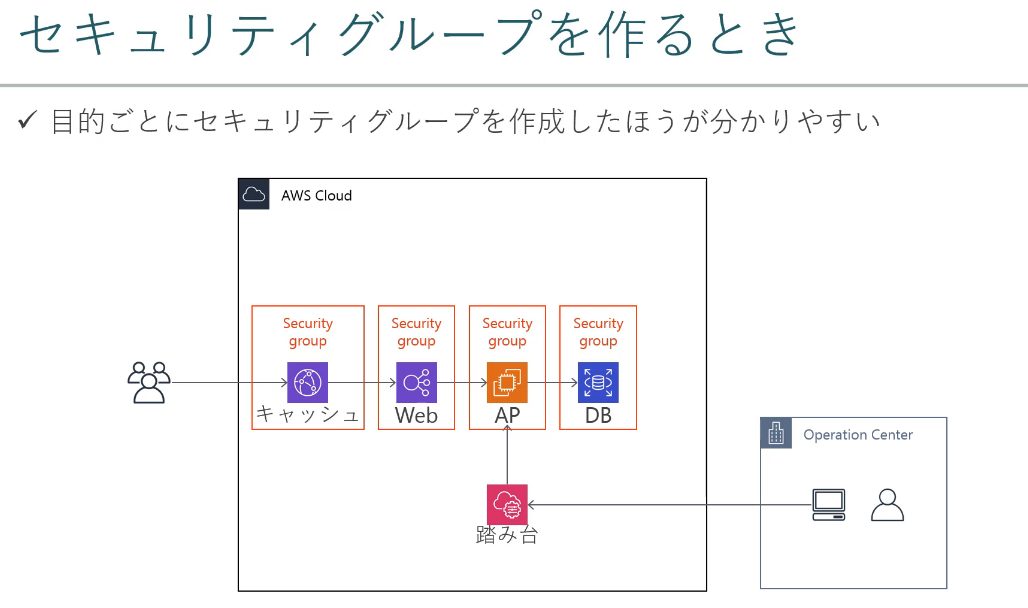 セキュリティグループを作るとき
✓ 目的ごとにセキュリティグループを作成したほうが分かりやすい
AWS Cloud
Security
group
キャッシュ
Security
group
Web
Security
group
AP
Security
group
DB
踏み台
Operation Center